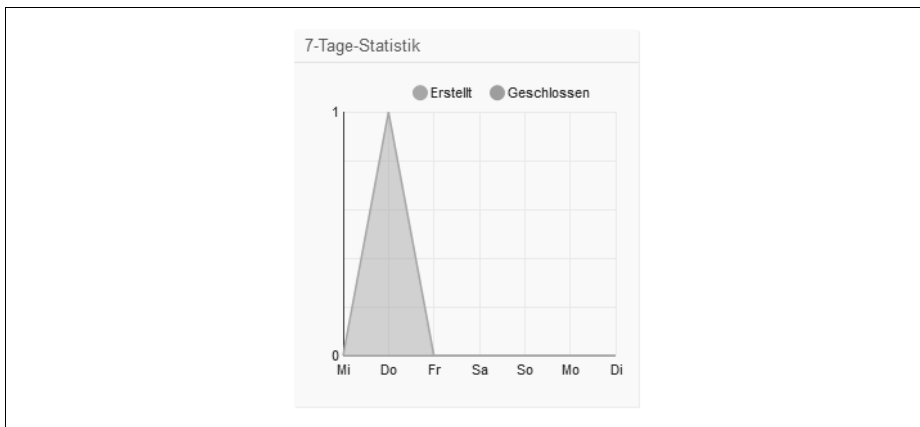 7-Tage-Statistik
Erstellt Geschlossen
1
0
Mi Do Fr Sa So Mo Di